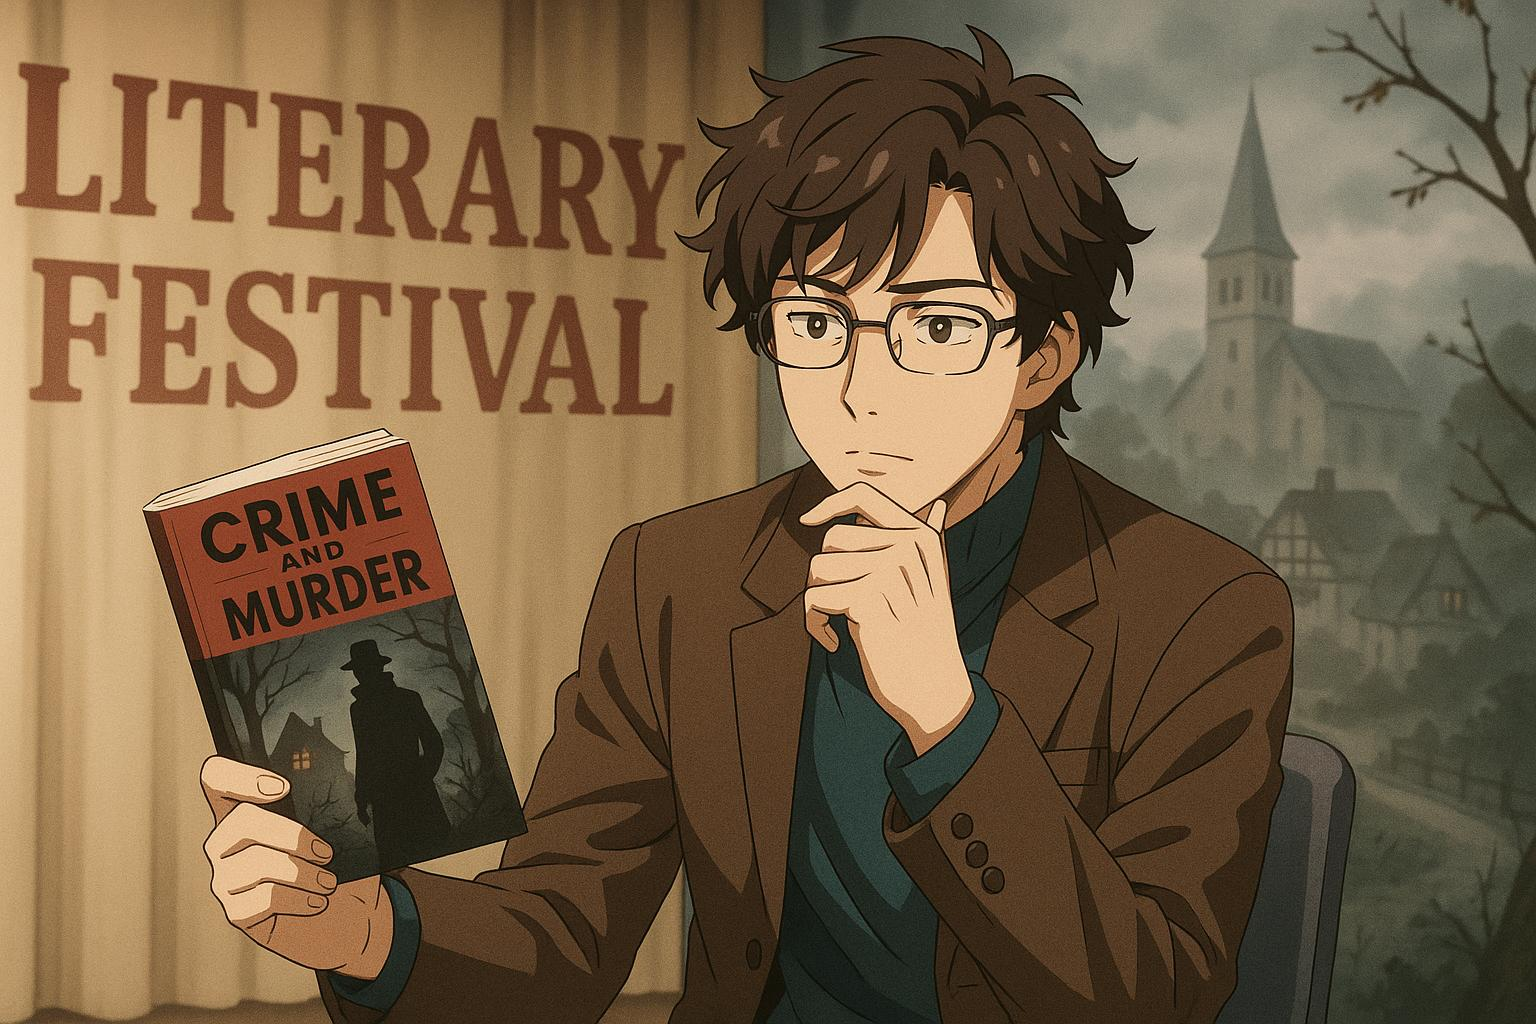 LITERARY
FESTIVAL
CRIME
AND
MURDER